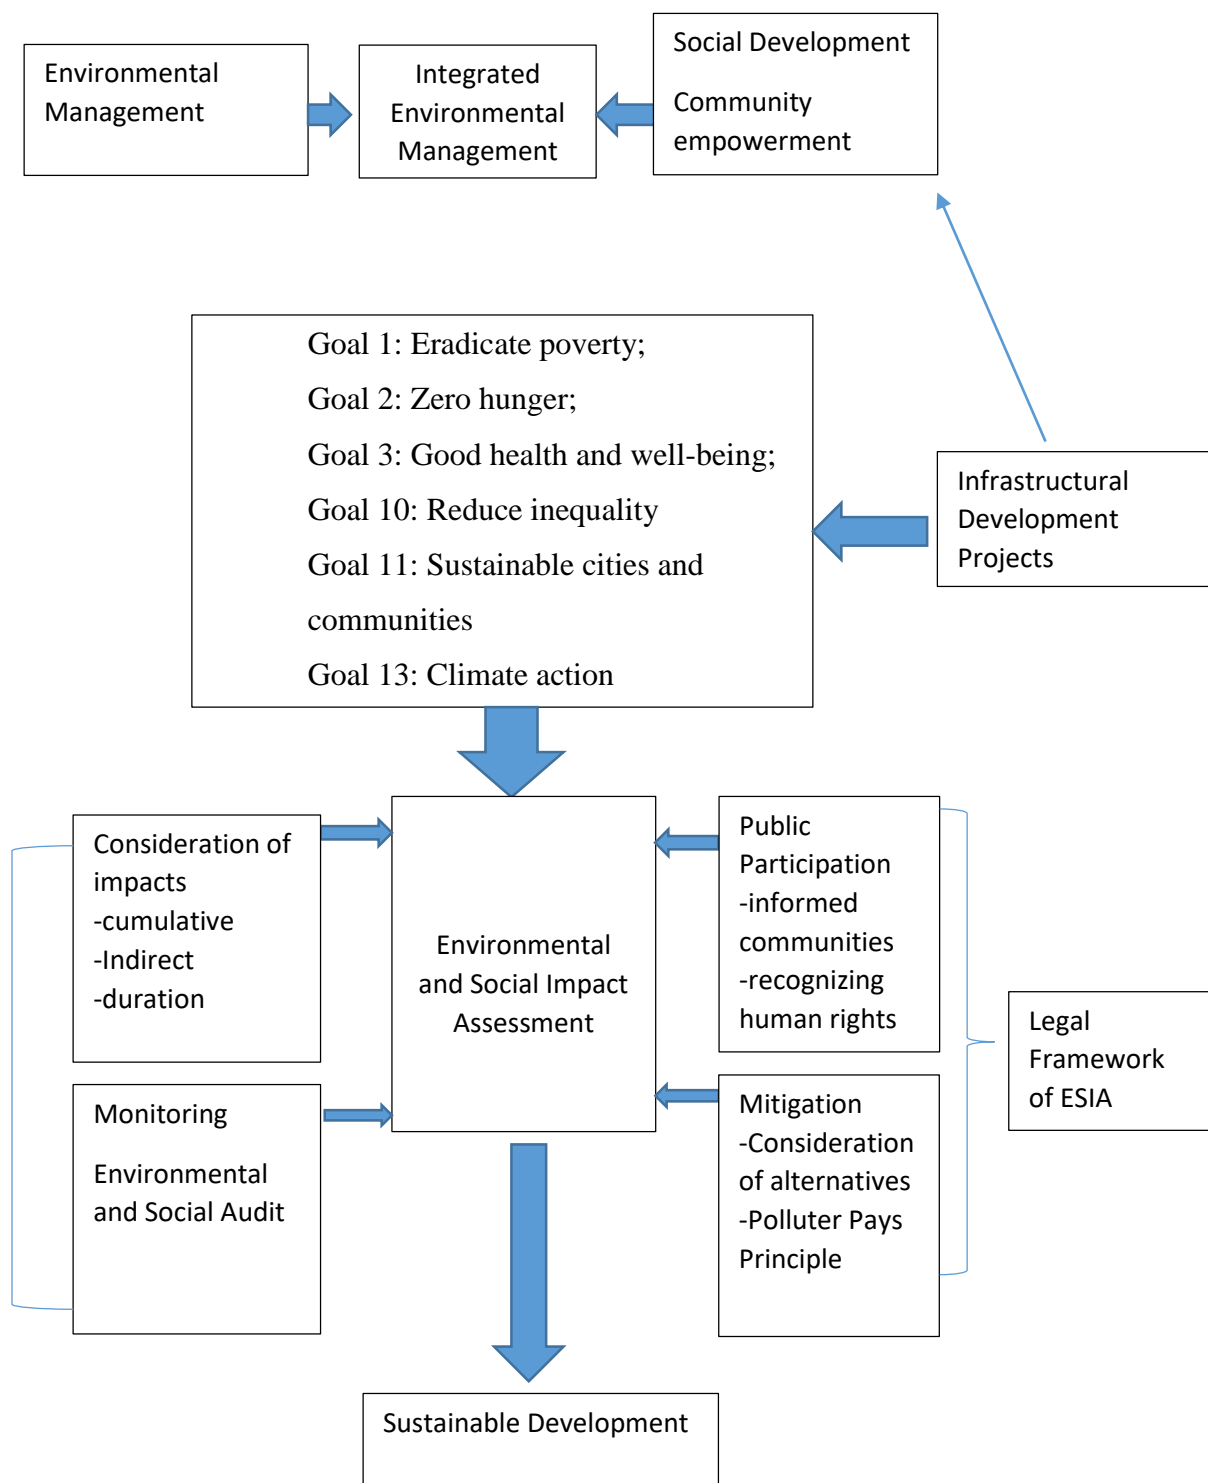 Environmental
Management
Integrated
Environmental
Management
Social Development
Community
empowerment
Goal 1: Eradicate poverty;
Goal 2: Zero hunger;
Goal 3: Good health and well-being;
Goal 10: Reduce inequality
Goal 11: Sustainable cities and
communities
Goal 13: Climate action
Infrastructural
Development
Projects
Consideration of
impacts
-cumulative
-Indirect
-duration
Monitoring
Environmental
and Social Audit
Environmental
and Social Impact
Assessment
Public
Participation
-informed
communities
-recognizing
human rights
Mitigation
-Consideration
of alternatives
-Polluter Pays
Principle
Legal
Framework
of ESIA
Sustainable Development